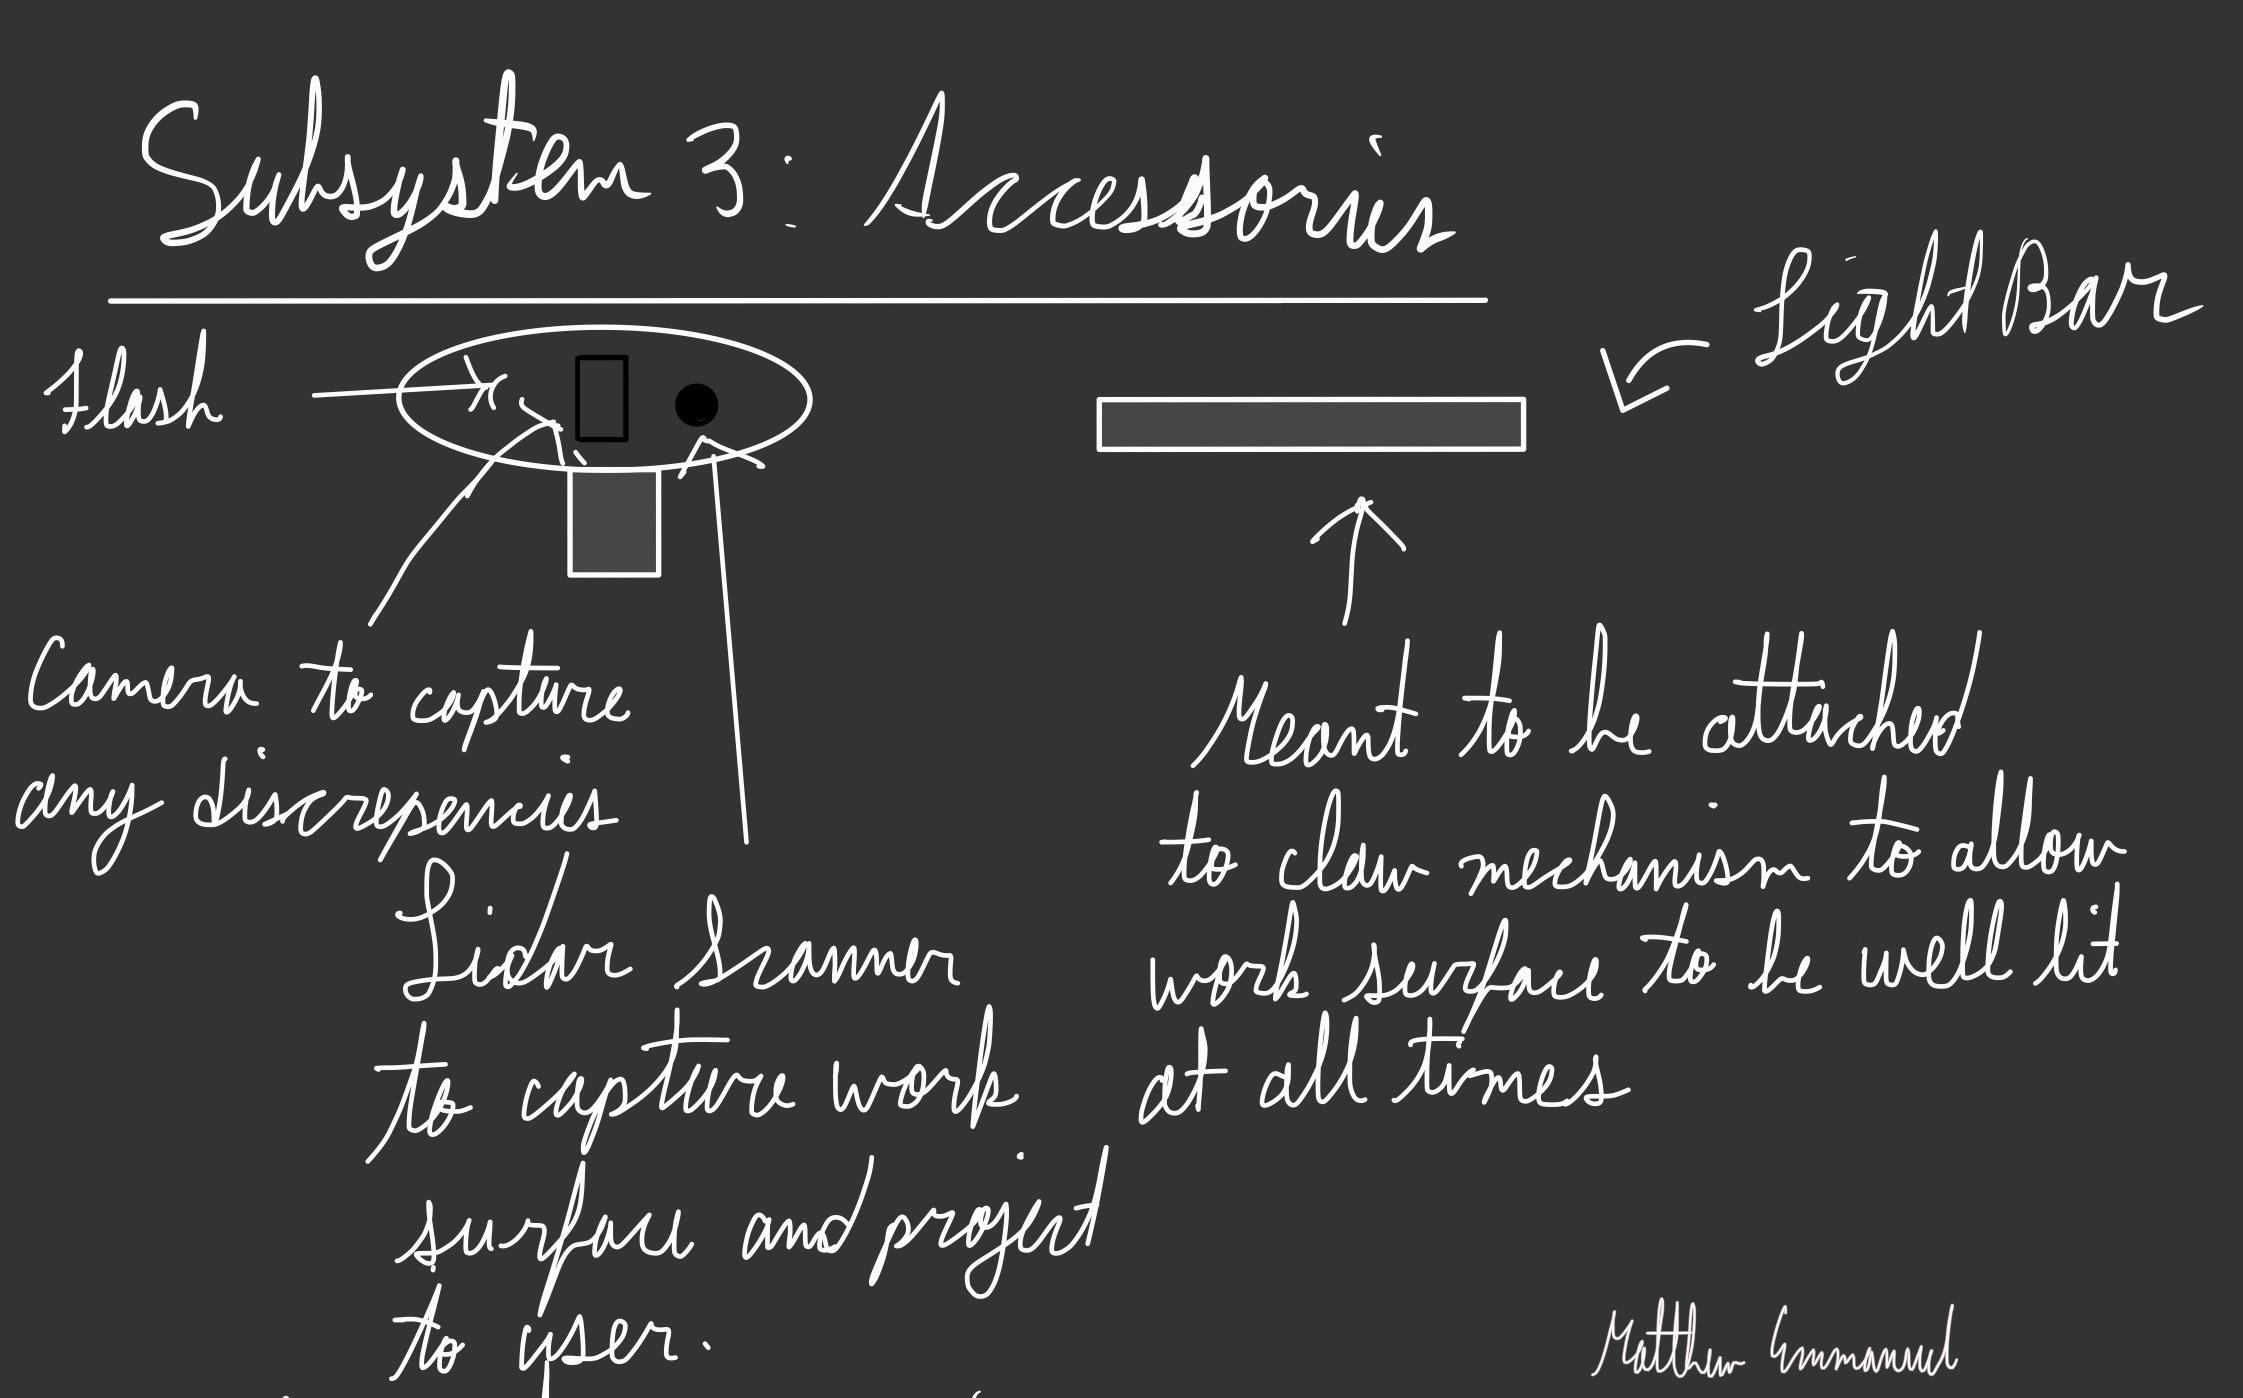 Subsystem 3: Accessories
Light Bar
Flash
Camera to capture
any discrepencies
Lidar Scanner
to capture work
surface and project
to user.
Meant to be attached
to claw mechanism to allow
work surface to be well lit
at all times
Matthew Emmanuel